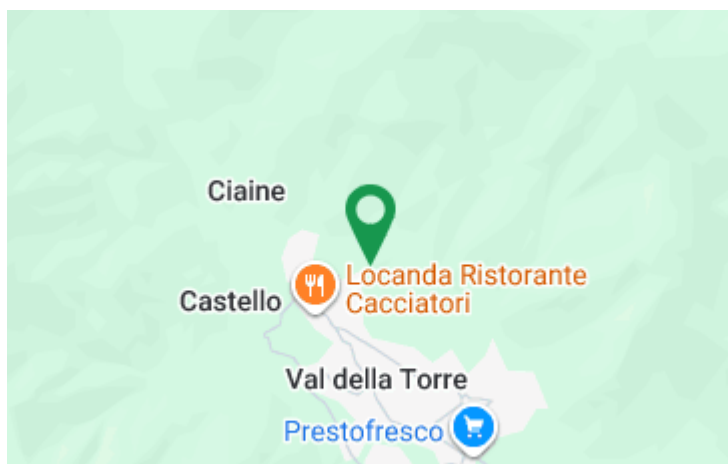 Ciaine
Locanda Ristorante
Cacciatori
Castello
Val della Torre
Prestofresco